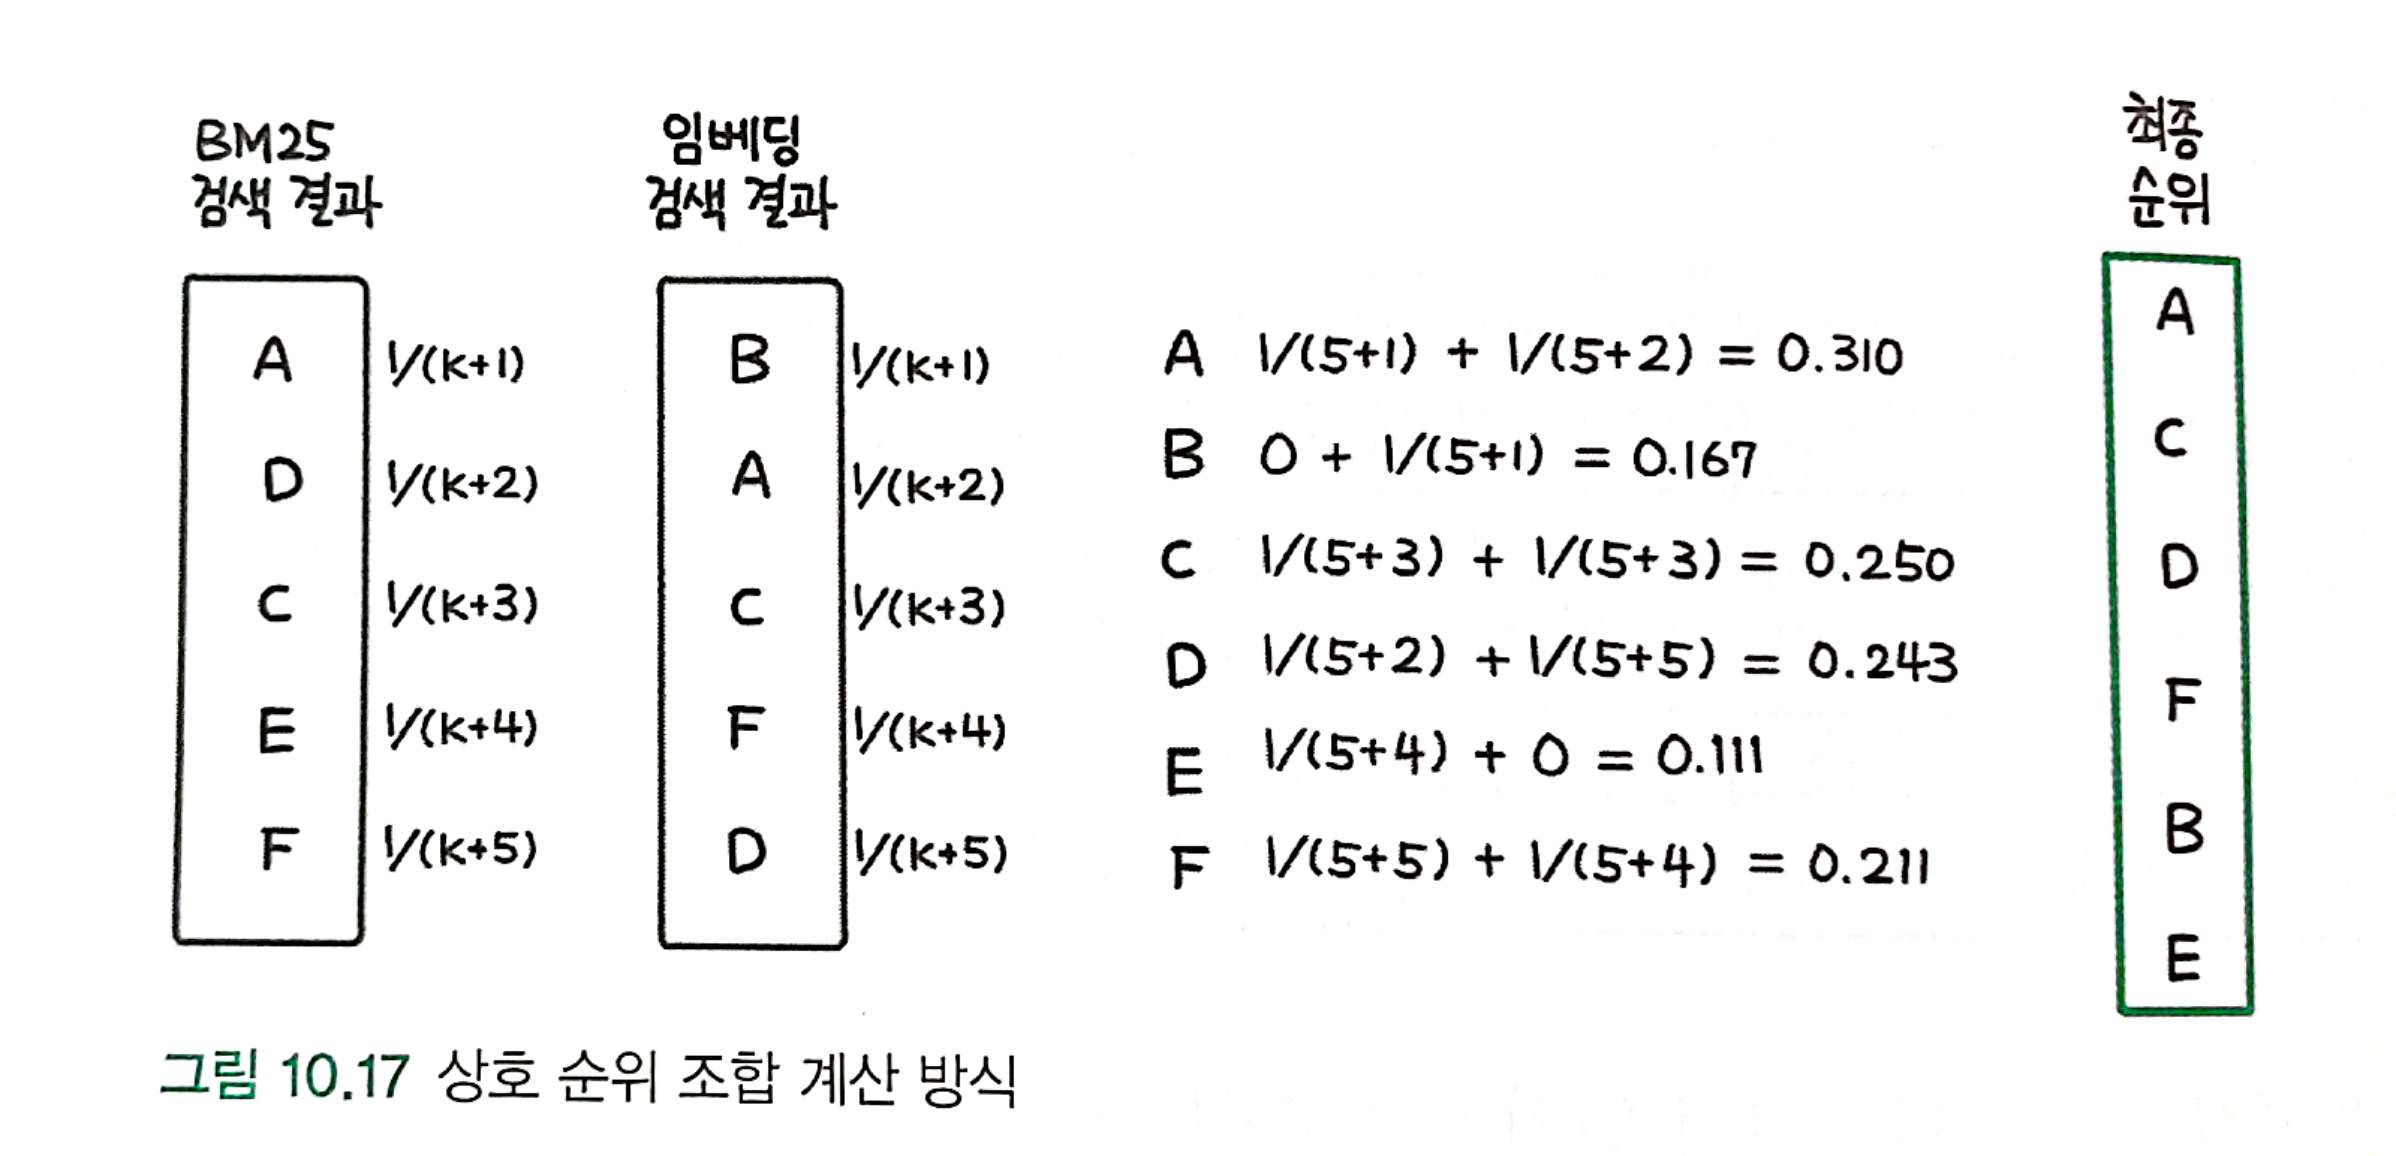 BM25
검색 결과
A 1/(k+1)
D 1/(k+2)
C 1/(k+3)
E 1/(k+4)
F 1/(k+5)
임베딩
검색 결과
B 1/(k+1)
A 1/(k+2)
C 1/(k+3)
F 1/(k+4)
D 1/(k+5)
A 1/(5+1) + 1/(5+2) = 0.310
B 0 + 1/(5+1) = 0.167
C 1/(5+3) + 1/(5+3) = 0.250
D 1/(5+2) + 1/(5+5) = 0.243
E 1/(5+4) + 0 = 0.111
F 1/(5+5) + 1/(5+4) = 0.211
최종
순위
A
C
D
F
B
E
그림 10.17 상호 순위 조합 계산 방식